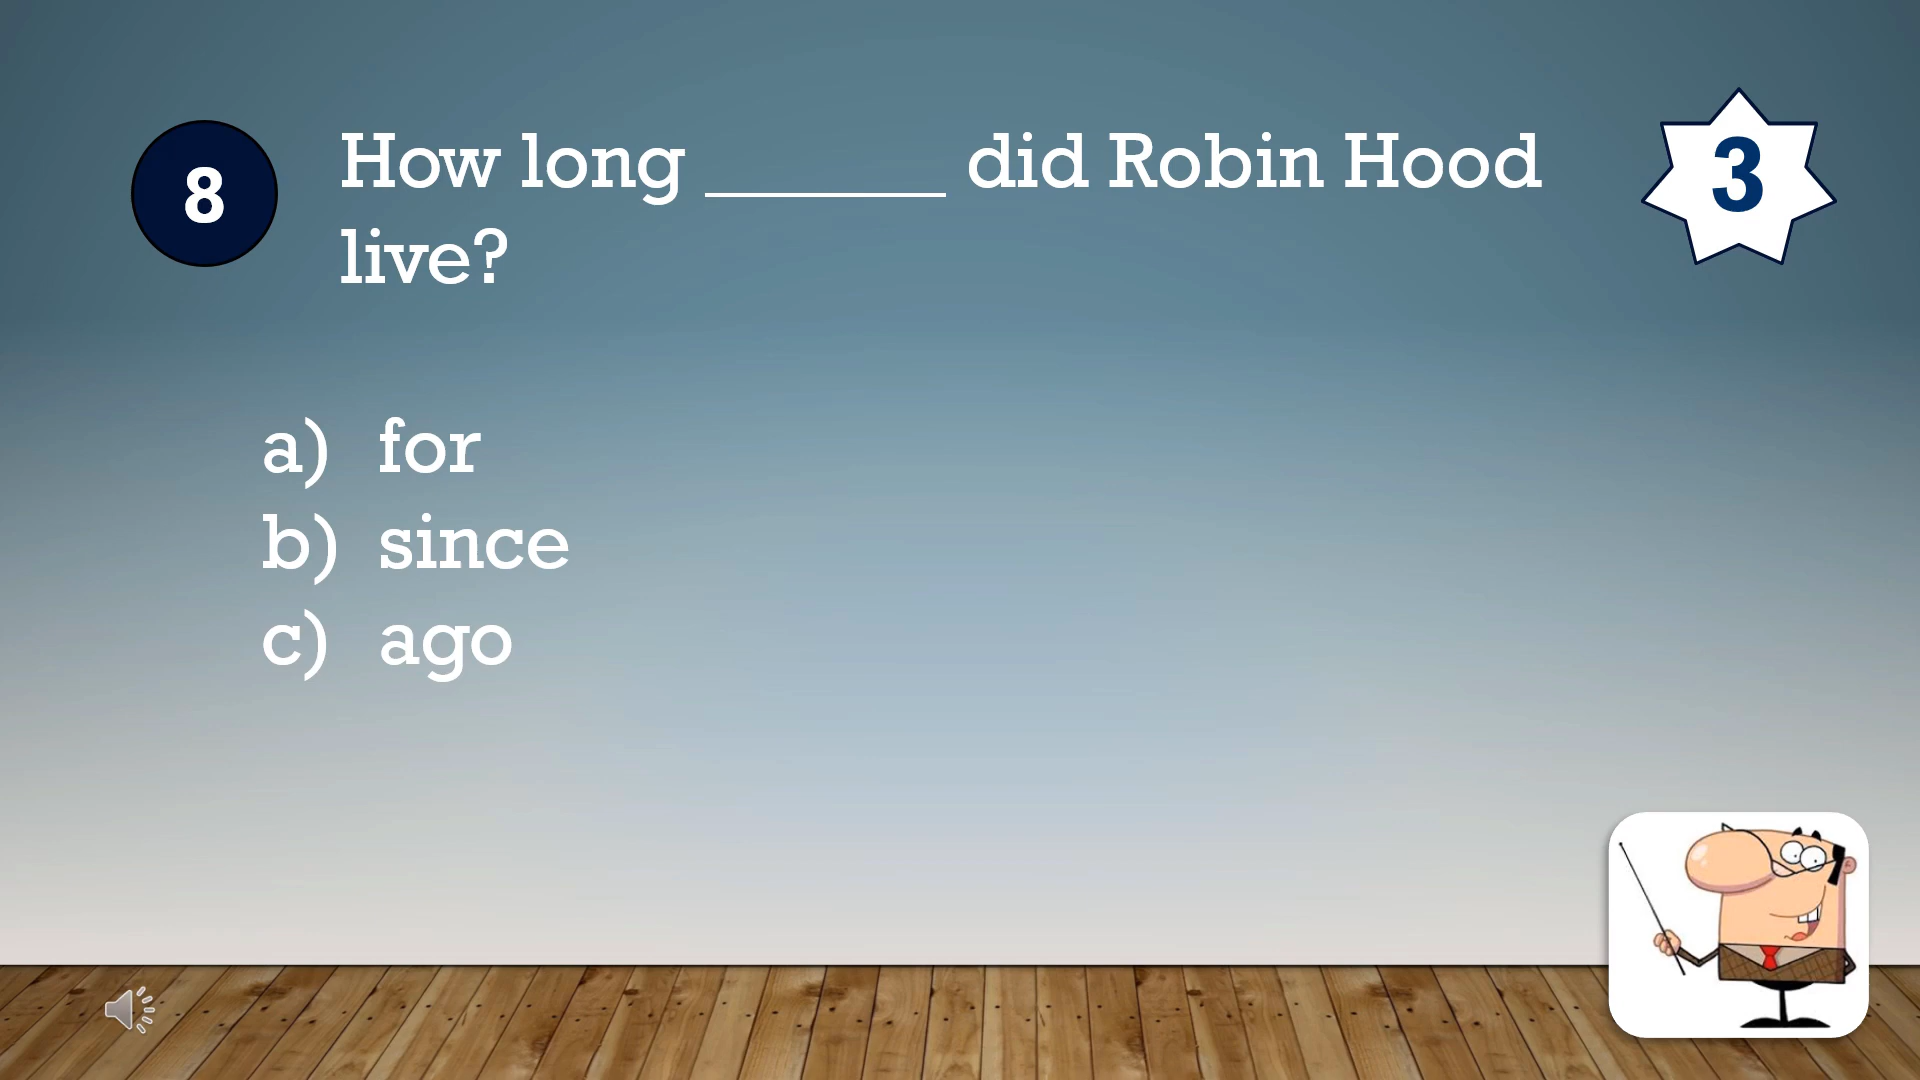 8
How long ______ did Robin Hood
live?
3
a) for
b) since
c) ago